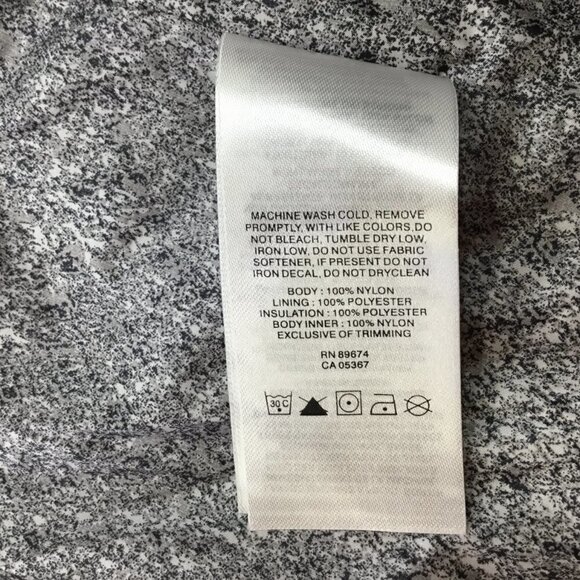 MACHINE WASH COLD, REMOVE
PROMPTLY, WITH LIKE COLORS,DO
NOT BLEACH, TUMBLE DRY LOW,
IRON LOW, DO NOT USE FABRIC
SOFTENER, IF PRESENT DO NOT
IRON DECAL, DO NOT DRYCLEAN
BODY : 100% NYLON
LINING : 100% POLYESTER
INSULATION : 100% POLYESTER
BODY INNER : 100% NYLON
EXCLUSIVE OF TRIMMING
RN 89674
CA 05367
30 C